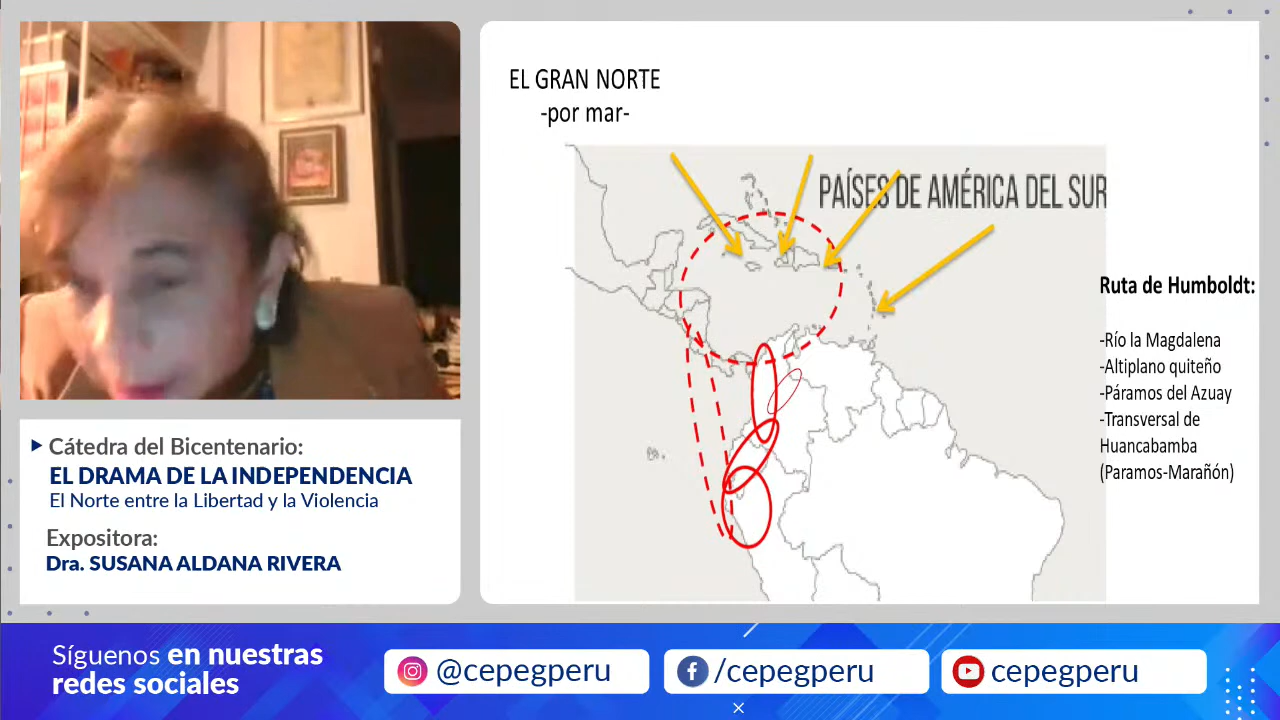 EL GRAN NORTE
-por mar-
PAÍSES DE AMÉRICA DEL SUR
Ruta de Humboldt:
-Río la Magdalena
-Altiplano quiteño
-Páramos del Azuay
-Transversal de
Huancabamba
(Paramos-Marañón)
Cátedra del Bicentenario:
EL DRAMA DE LA INDEPENDENCIA
El Norte entre la Libertad y la Violencia
Expositora:
Dra. SUSANA ALDANA RIVERA
Síguenos en nuestras
redes sociales
@cepegperu
/cepegperu
cepegperu